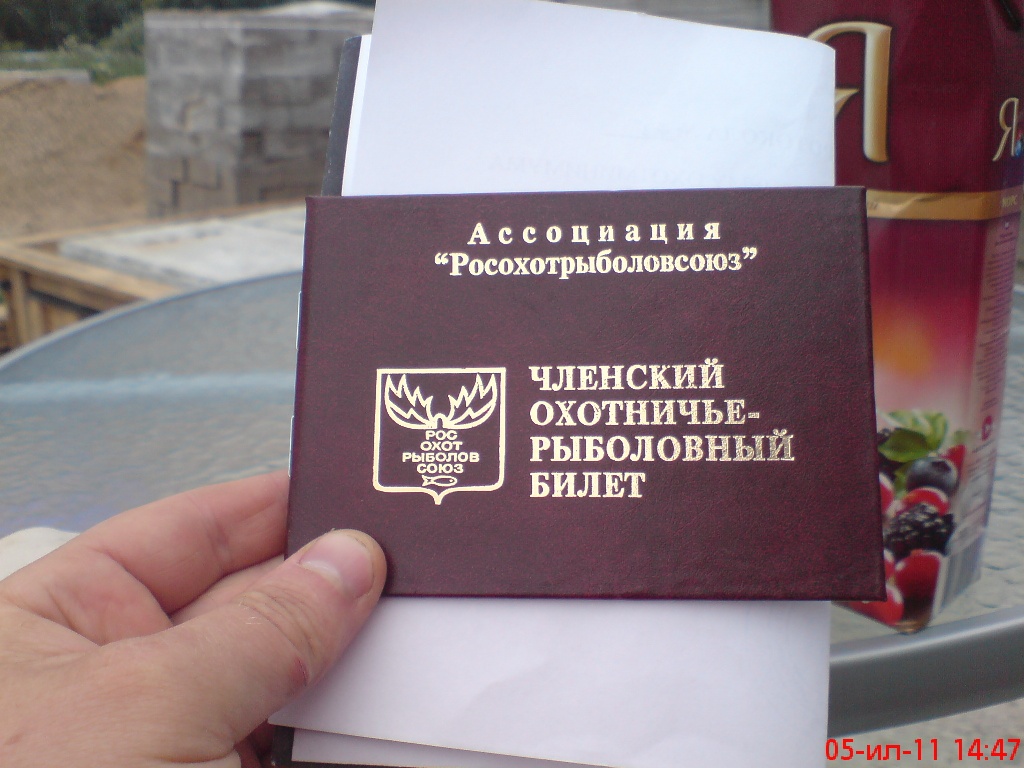 Ассоциация
“Росохотрыболовсоюз”
РОС
ОХОТ
РЫБОЛОВ
СОЮЗ
ЧЛЕНСКИЙ
ОХОТНИЧЬЕ-
РЫБОЛОВНЫЙ
БИЛЕТ
Я
Я
05-ил-11 14:47